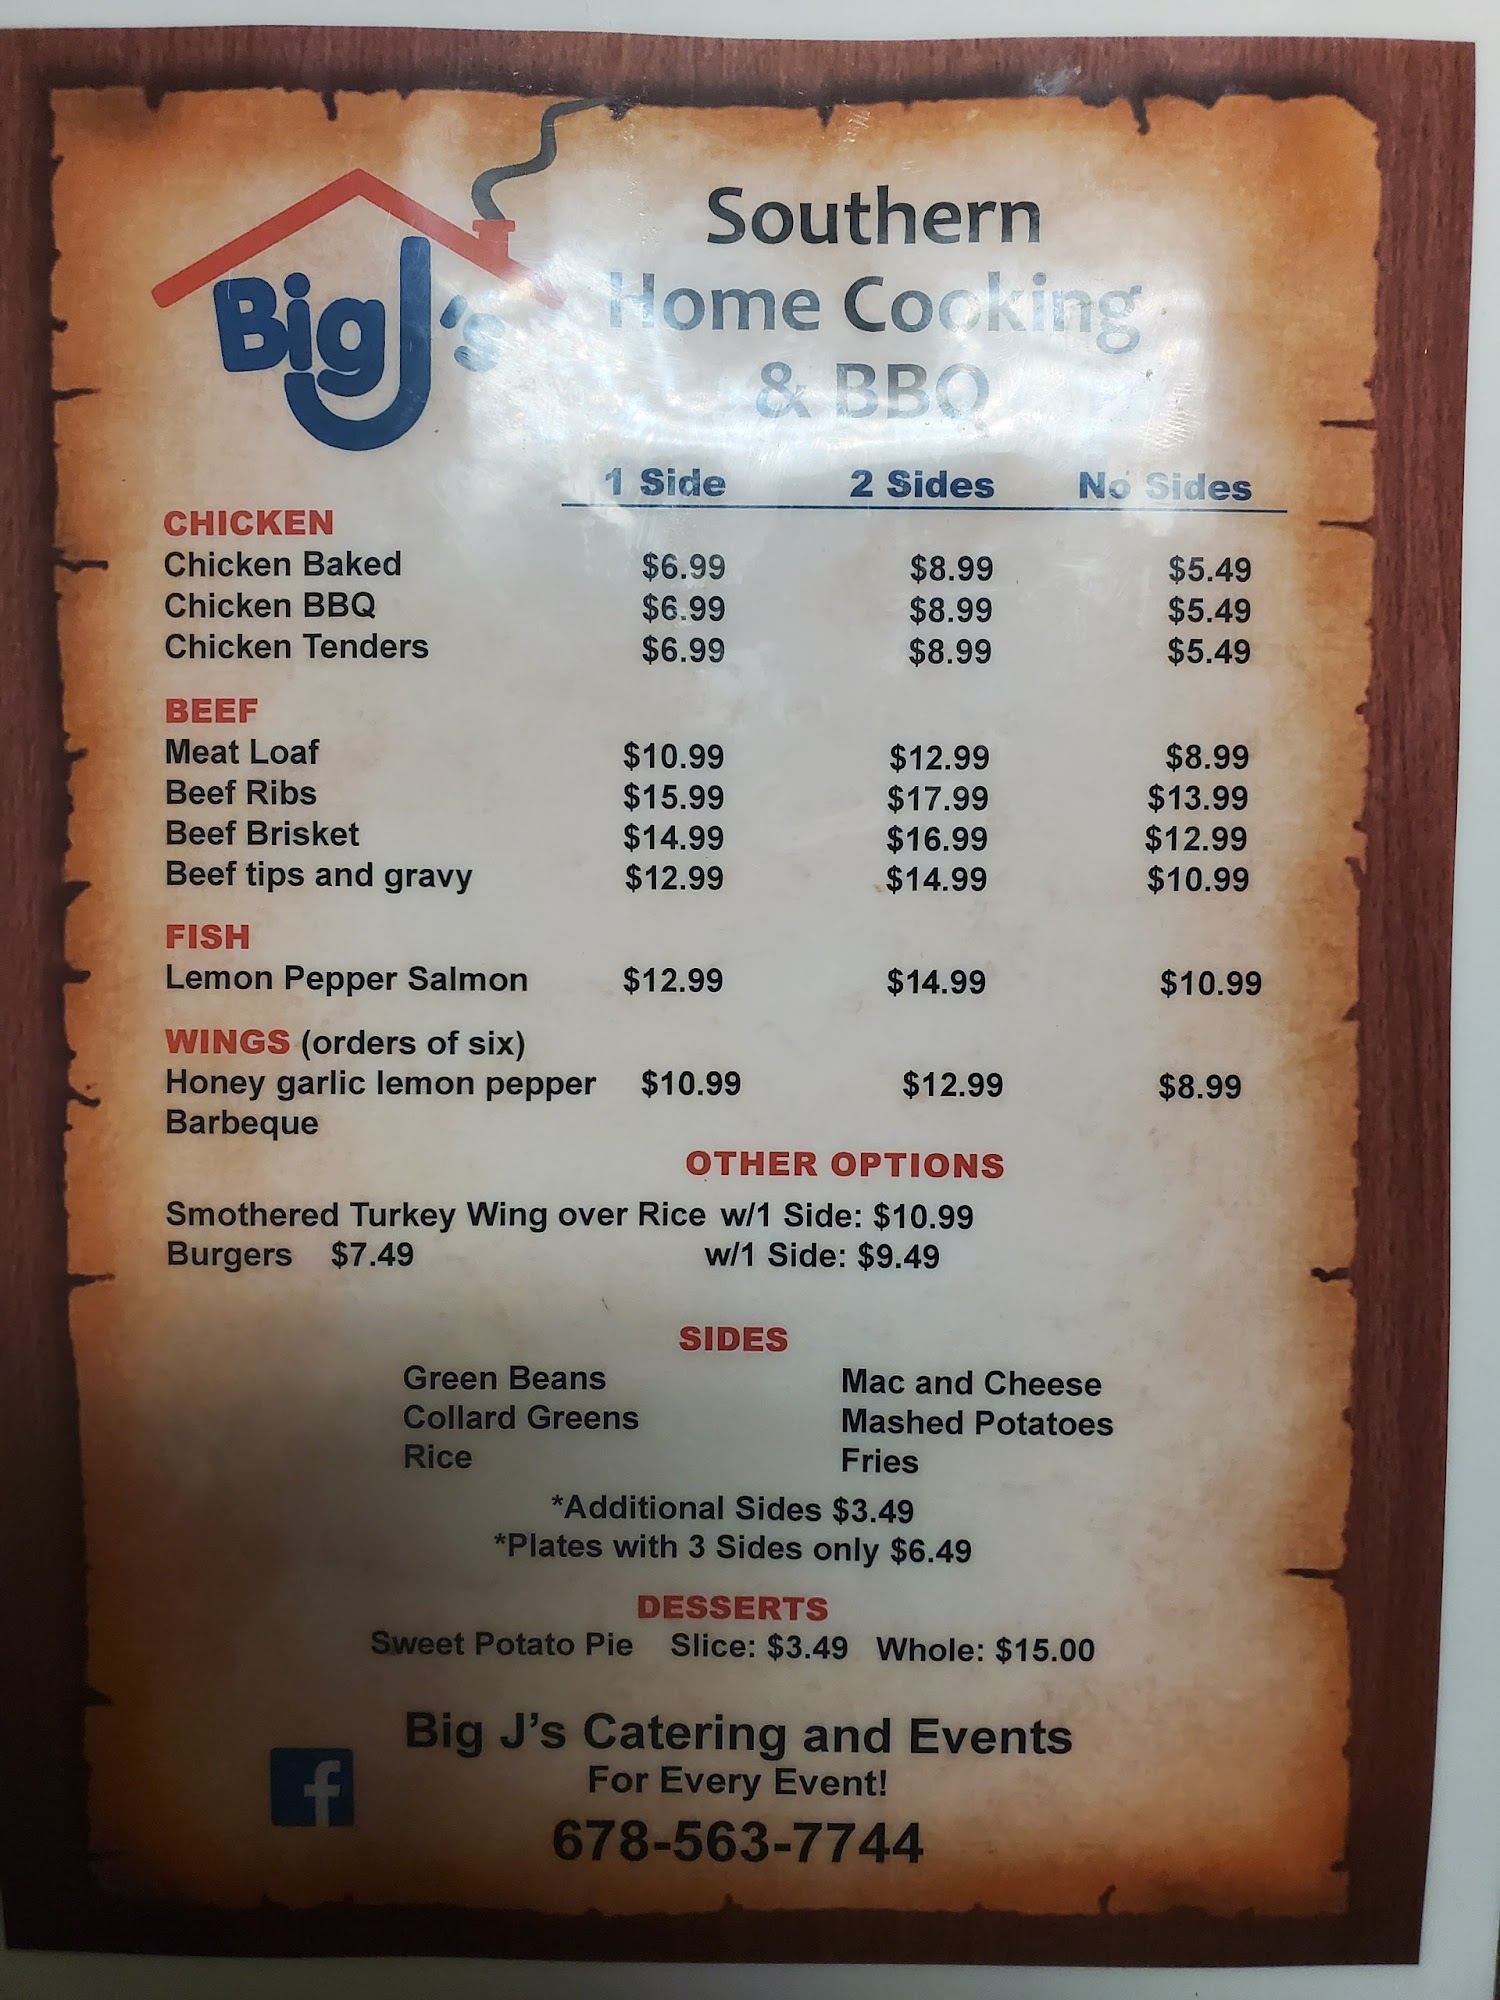 Big J's
Southern
Home Cooking
& BBQ
1 Side 2 Sides No Sides
CHICKEN
Chicken Baked $6.99 $8.99 $5.49
Chicken BBQ $6.99 $8.99 $5.49
Chicken Tenders $6.99 $8.99 $5.49
BEEF
Meat Loaf $10.99 $12.99 $8.99
Beef Ribs $15.99 $17.99 $13.99
Beef Brisket $14.99 $16.99 $12.99
Beef tips and gravy $12.99 $14.99 $10.99
FISH
Lemon Pepper Salmon $12.99 $14.99 $10.99
WINGS (orders of six)
Honey garlic lemon pepper $10.99 $12.99 $8.99
Barbeque
OTHER OPTIONS
Smothered Turkey Wing over Rice w/1 Side: $10.99
Burgers $7.49 w/1 Side: $9.49
SIDES
Green Beans Mac and Cheese
Collard Greens Mashed Potatoes
Rice Fries
*Additional Sides $3.49
*Plates with 3 Sides only $6.49
DESSERTS
Sweet Potato Pie Slice: $3.49 Whole: $15.00
Big J's Catering and Events
For Every Event!
f
678-563-7744